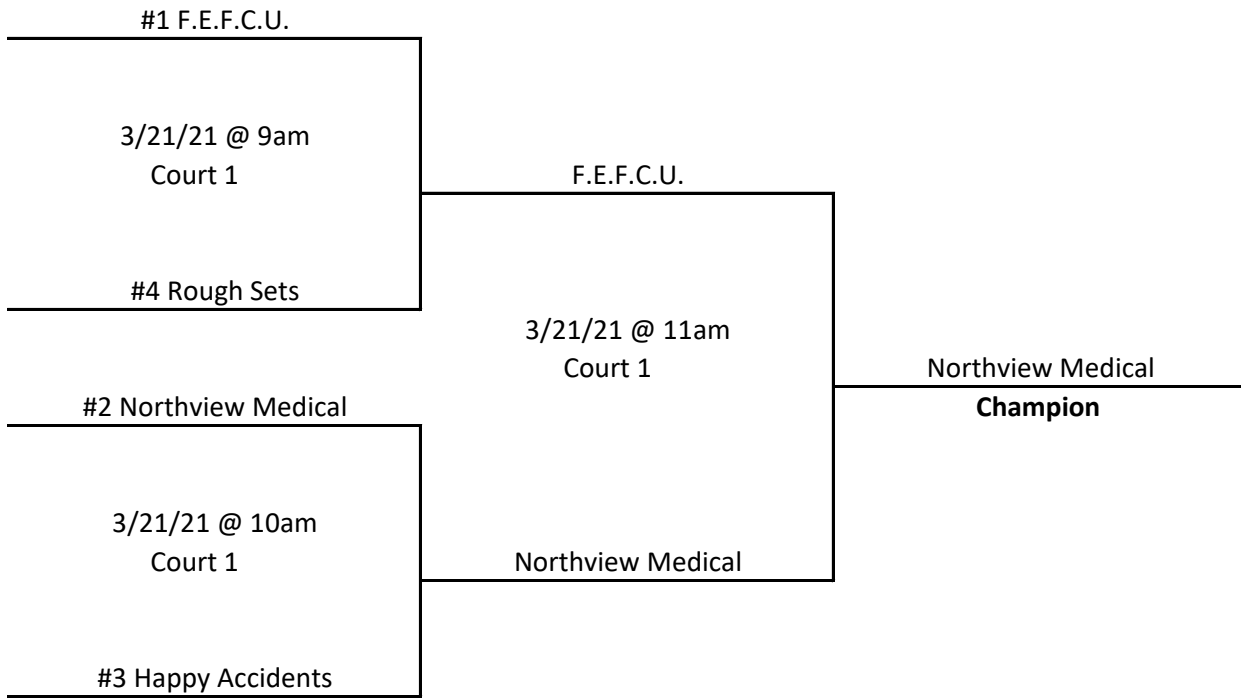 #1 F.E.F.C.U.
3/21/21 @ 9am
Court 1
#4 Rough Sets
#2 Northview Medical
3/21/21 @ 10am
Court 1
#3 Happy Accidents
F.E.F.C.U.
3/21/21 @ 11am
Court 1
Northview Medical
Northview Medical
Champion